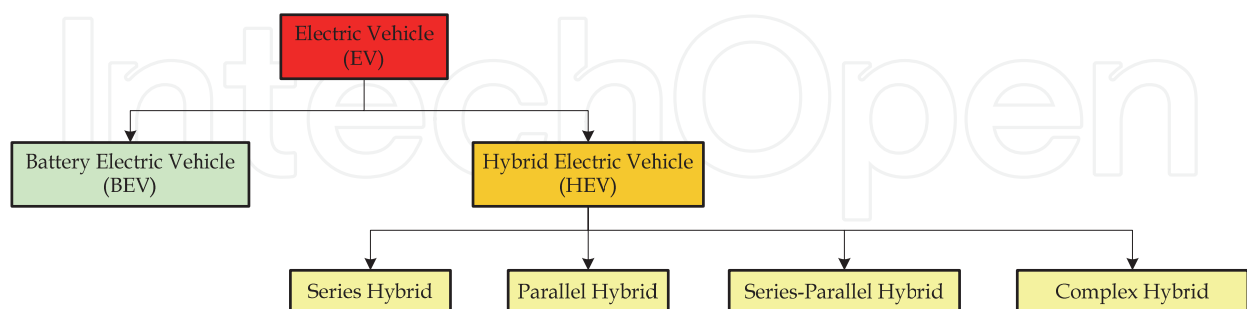 IntechOpen
Electric Vehicle
(EV)
Battery Electric Vehicle
(BEV)
Hybrid Electric Vehicle
(HEV)
Series Hybrid
Parallel Hybrid
Series-Parallel Hybrid
Complex Hybrid